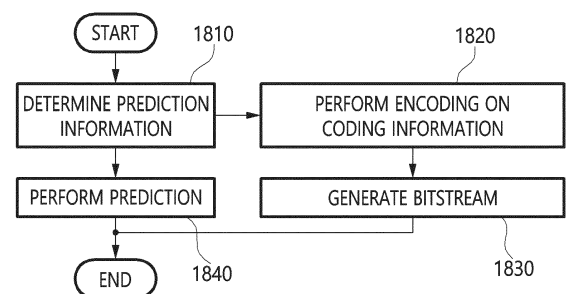 START
1810
1820
DETERMINE PREDICTION
INFORMATION
PERFORM ENCODING ON
CODING INFORMATION
PERFORM PREDICTION
GENERATE BITSTREAM
1840
1830
END